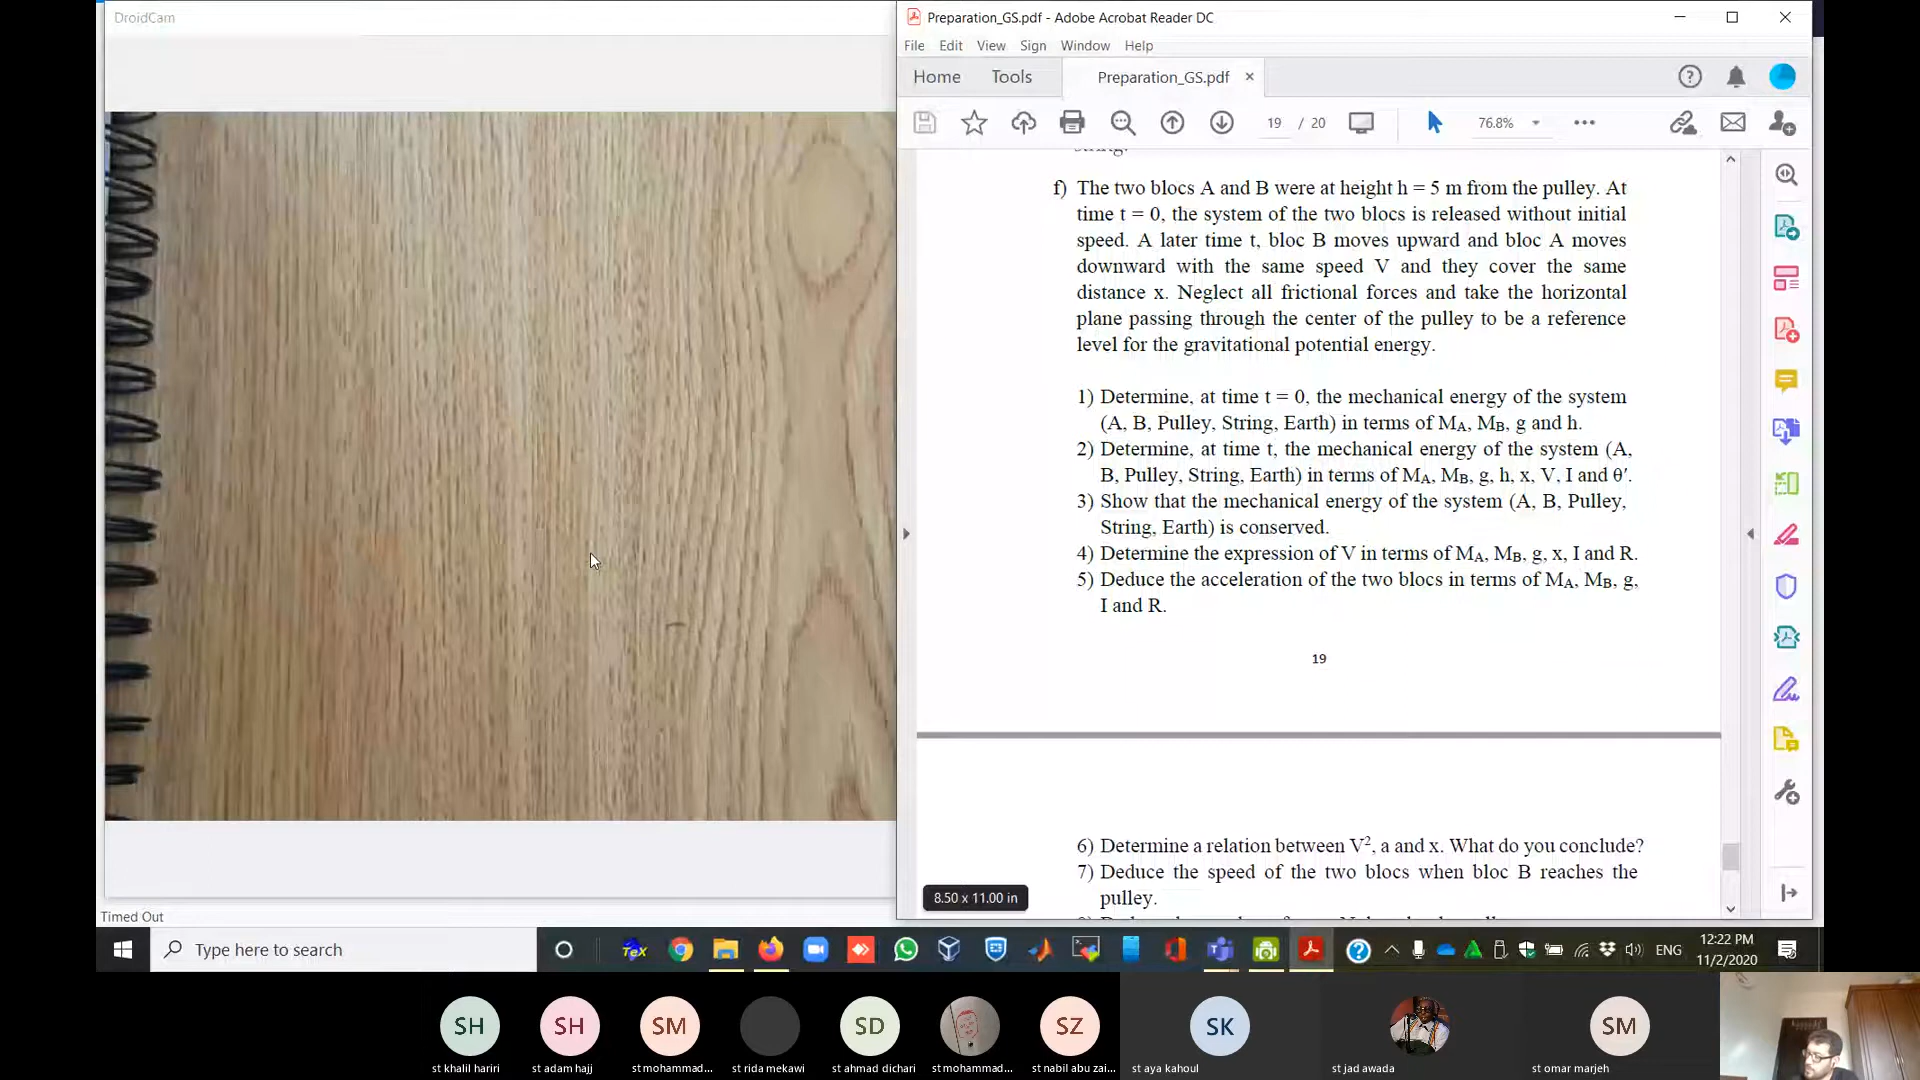 DroidCam
Timed Out
Preparation_GS.pdf - Adobe Acrobat Reader DC
File Edit View Sign Window Help
Home Tools Preparation_GS.pdf ×
19 / 20 76.8%
string.
f) The two blocs A and B were at height h = 5 m from the pulley. At
time t = 0, the system of the two blocs is released without initial
speed. A later time t, bloc B moves upward and bloc A moves
downward with the same speed V and they cover the same
distance x. Neglect all frictional forces and take the horizontal
plane passing through the center of the pulley to be a reference
level for the gravitational potential energy.
1) Determine, at time t = 0, the mechanical energy of the system
(A, B, Pulley, String, Earth) in terms of MA, MB, g and h.
2) Determine, at time t, the mechanical energy of the system (A,
B, Pulley, String, Earth) in terms of MA, MB, g, h, x, V, I and θ′.
3) Show that the mechanical energy of the system (A, B, Pulley,
String, Earth) is conserved.
4) Determine the expression of V in terms of MA, MB, g, x, I and R.
5) Deduce the acceleration of the two blocs in terms of MA, MB, g,
I and R.
19
6) Determine a relation between V², a and x. What do you conclude?
7) Deduce the speed of the two blocs when bloc B reaches the
pulley.
8.50 x 11.00 in
Type here to search
TeX
ENG
12:22 PM
11/2/2020
SH SH SM SD SZ SK SM
st khalil hariri st adam hajj st mohammad... st rida mekawi st ahmad dichari st mohammad... st nabil abu zai... st aya kahoul st jad awada st omar marjeh